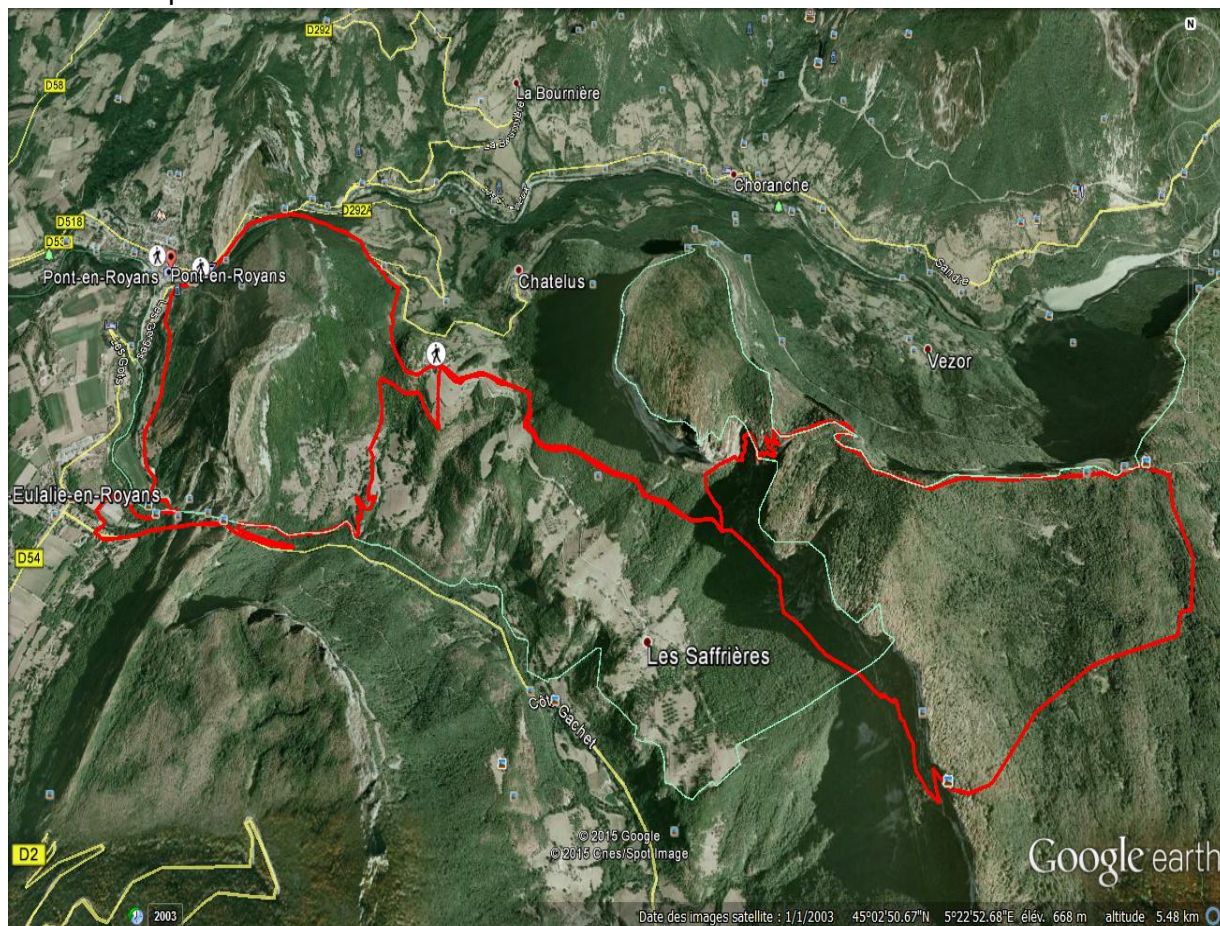 D292
N
D58
La Bournière
Choranche
D292A
D518
Pont-en-Royans
Pont-en-Royans
Chatelus
Sandre
Vezor
-Eulalie-en-Royans
D54
Les Saffrières
Gachet
D2
© 2015 Google
© 2015 Cnes/Spot Image
Google earth
2003
Date des images satellite : 1/1/2003 45°02'50.67"N 5°22'52.68"E élév. 668 m altitude 5.48 km